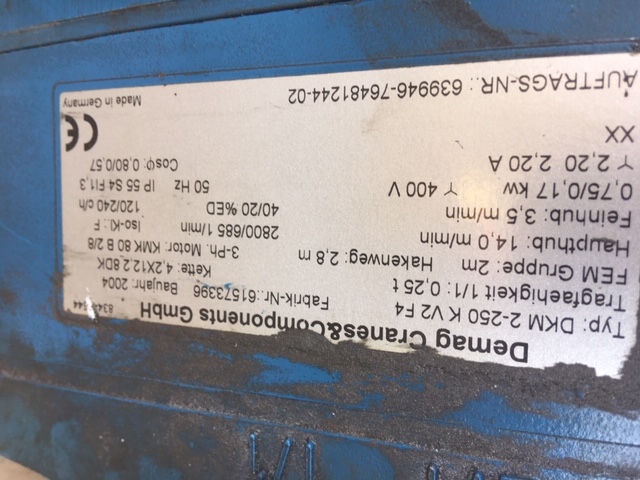 Demag Cranes&Components GmbH
Typ: DKM 2-250 K V2 F4
Fabrik-Nr.:61573396 Baujahr: 2004
Tragfaehigkeit 1/1: 0,25 t
Kette: 4,2X12,2 8DK
FEM Gruppe: 2m Hakenweg: 2,8 m
3-Ph. Motor: KMK 80 B 2/8
Haupthub: 14,0 m/min
2800/685 1/min Iso-Kl.: F
Feinhub: 3,5 m/min
40/20 %ED 120/240 c/h
0,75/0,17 kw Y 400 V 50 Hz IP 55 S4 FI1,3
Y 2,20 2,20 A Cosφ: 0,80/0,57
XX CE
AUFTRAGS-NR.: 639946-76481244-02 Made in Germany